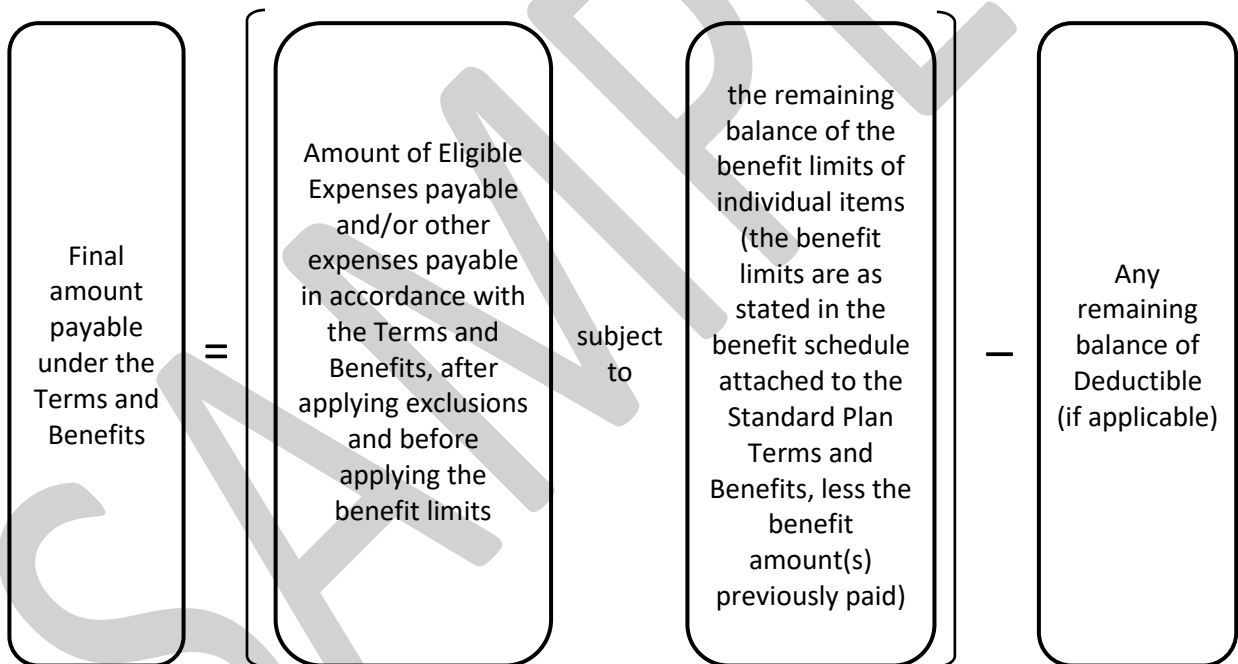 Final
amount
payable
under the
Terms and
Benefits
=
Amount of Eligible
Expenses payable
and/or other
expenses payable
in accordance with
the Terms and
Benefits, after
applying exclusions
and before
applying the
benefit limits
subject
to
the remaining
balance of the
benefit limits of
individual items
(the benefit
limits are as
stated in the
benefit schedule
attached to the
Standard Plan
Terms and
Benefits, less the
benefit
amount(s)
previously paid)
–
Any
remaining
balance of
Deductible
(if applicable)
SAMPL